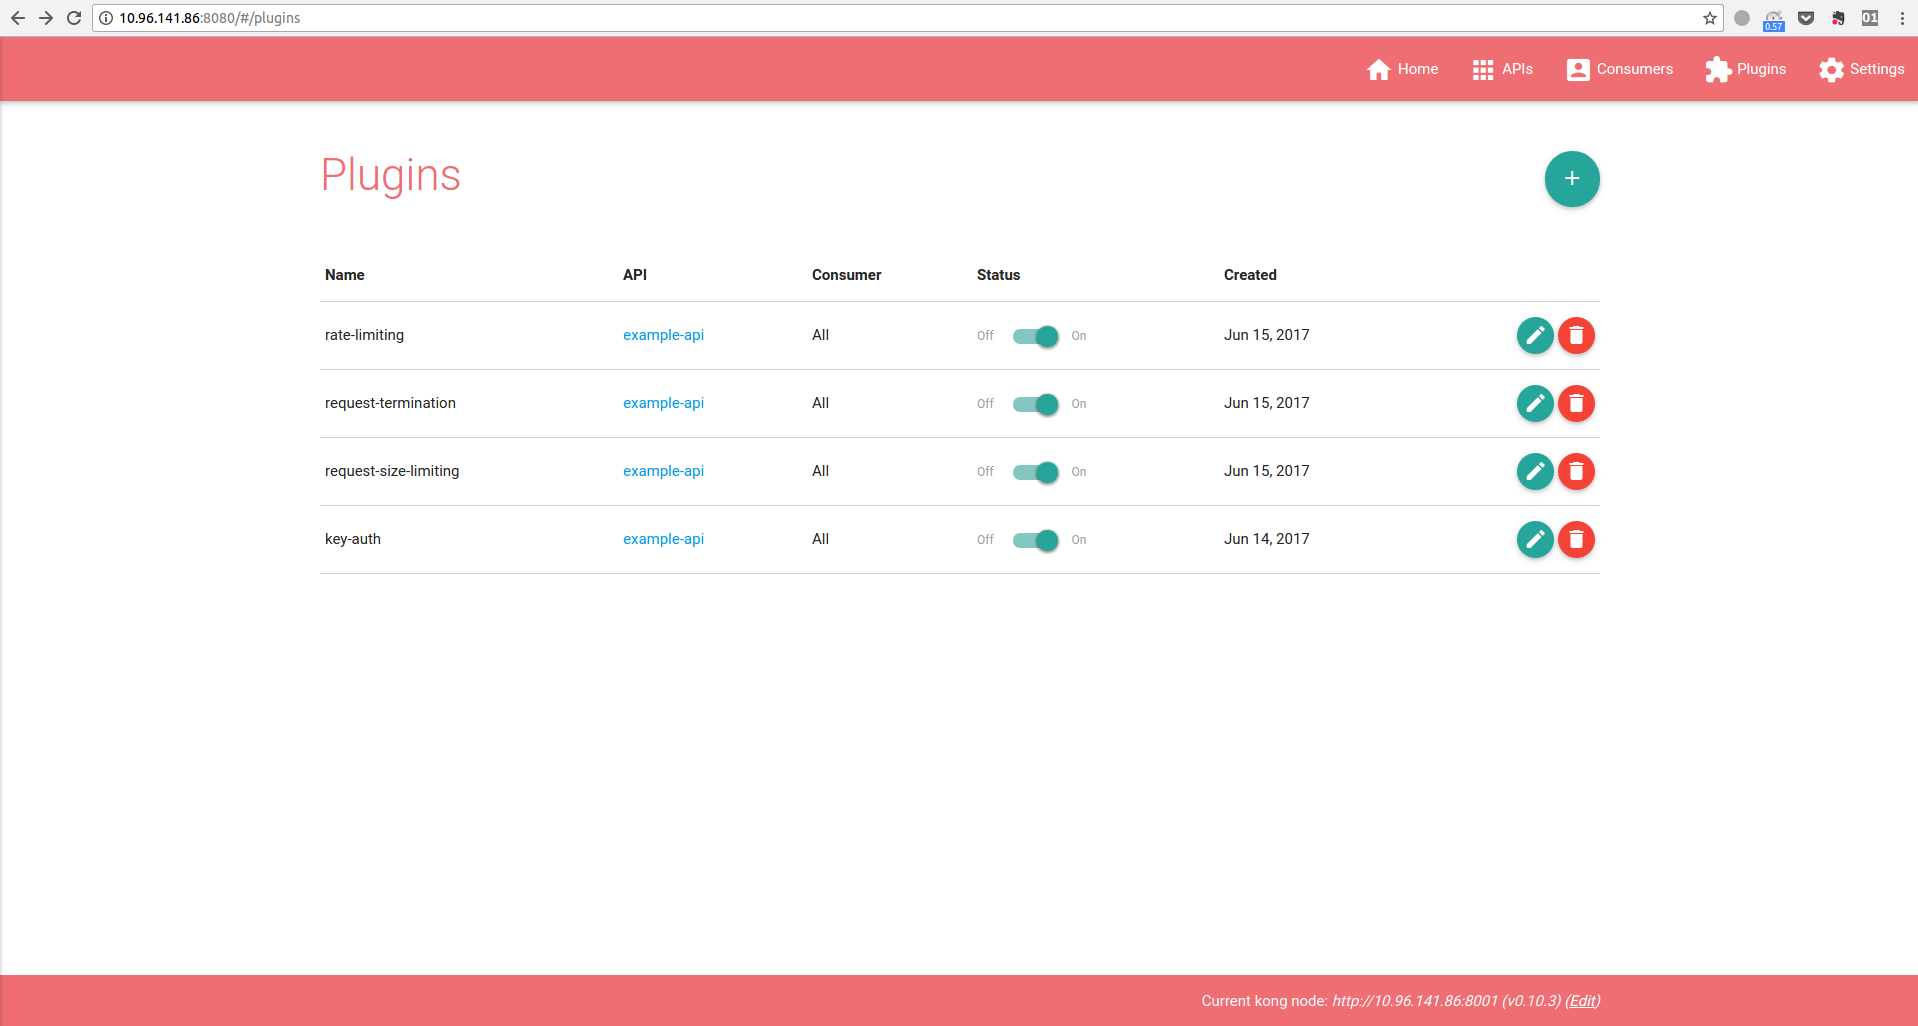 10.96.141.86:8080/#/plugins
0.57
01
Home APIs Consumers Plugins Settings
Plugins
+
Name API Consumer Status Created
rate-limiting example-api All Off On Jun 15, 2017
request-termination example-api All Off On Jun 15, 2017
request-size-limiting example-api All Off On Jun 15, 2017
key-auth example-api All Off On Jun 14, 2017
Current kong node: http://10.96.141.86:8001 (v0.10.3) (Edit)